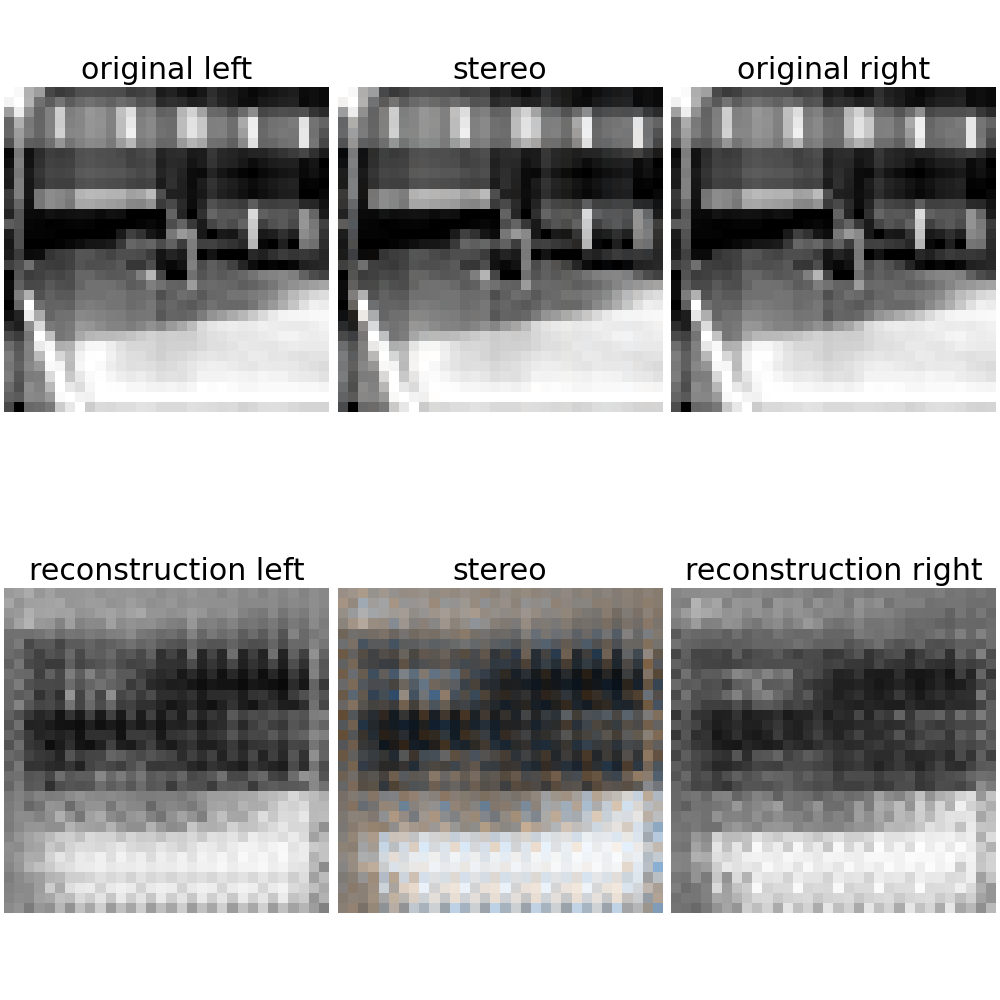 original left
stereo
original right
reconstruction left
stereo
reconstruction right